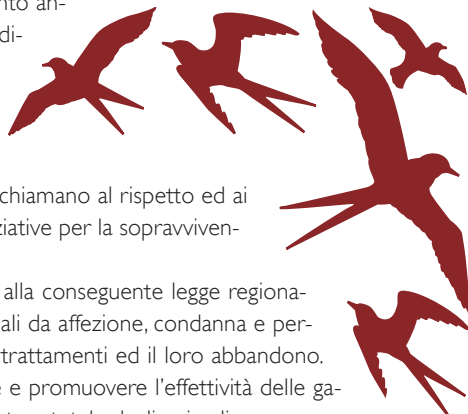 nto an-
di-
chiamano al rispetto ed ai
ziative per la sopravviven-
alla conseguente legge regiona-
ali da affezione, condanna e per-
trattamenti ed il loro abbandono.
e e promuovere l'effettività delle ga-